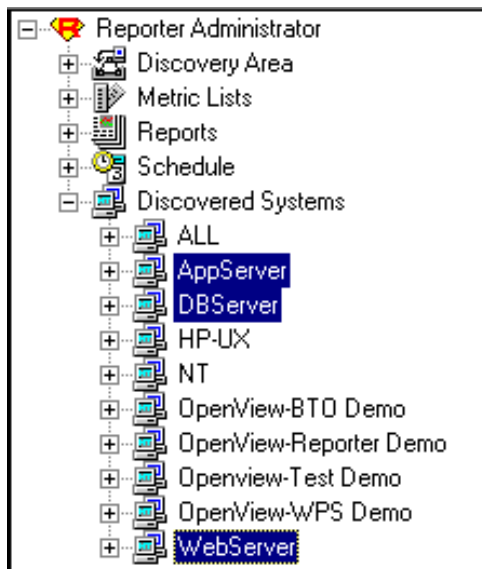 Reporter Administrator
Discovery Area
Metric Lists
Reports
Schedule
Discovered Systems
ALL
AppServer
DBServer
HP-UX
NT
OpenView-BTO Demo
OpenView-Reporter Demo
Openview-Test Demo
OpenView-WPS Demo
WebServer